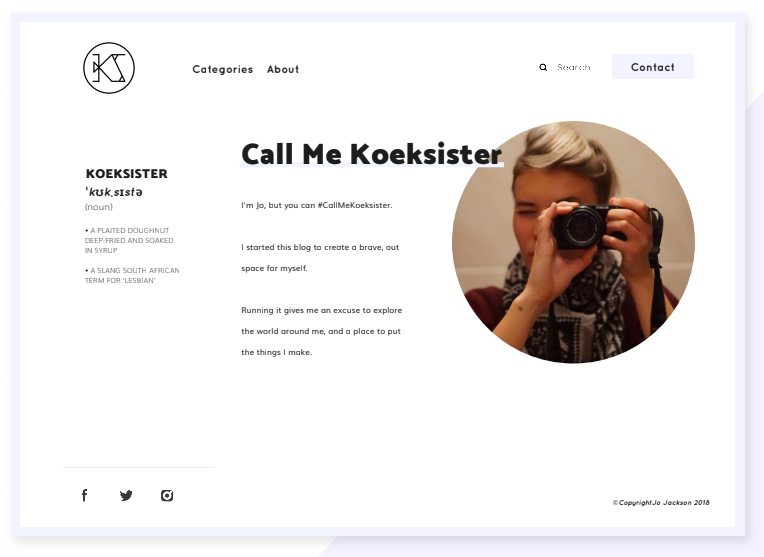 Categories About
Search
Contact
Call Me Koeksister
KOEKSISTER
'kʊk,sɪstə
(noun)
• A PLAITED DOUGHNUT
DEEP-FRIED AND SOAKED
IN SYRUP
• A SLANG SOUTH AFRICAN
TERM FOR 'LESBIAN'
I'm Jo, but you can #CallMeKoeksister.
I started this blog to create a brave, out
space for myself.
Running it gives me an excuse to explore
the world around me, and a place to put
the things I make.
©Copyright Jo Jackson 2018